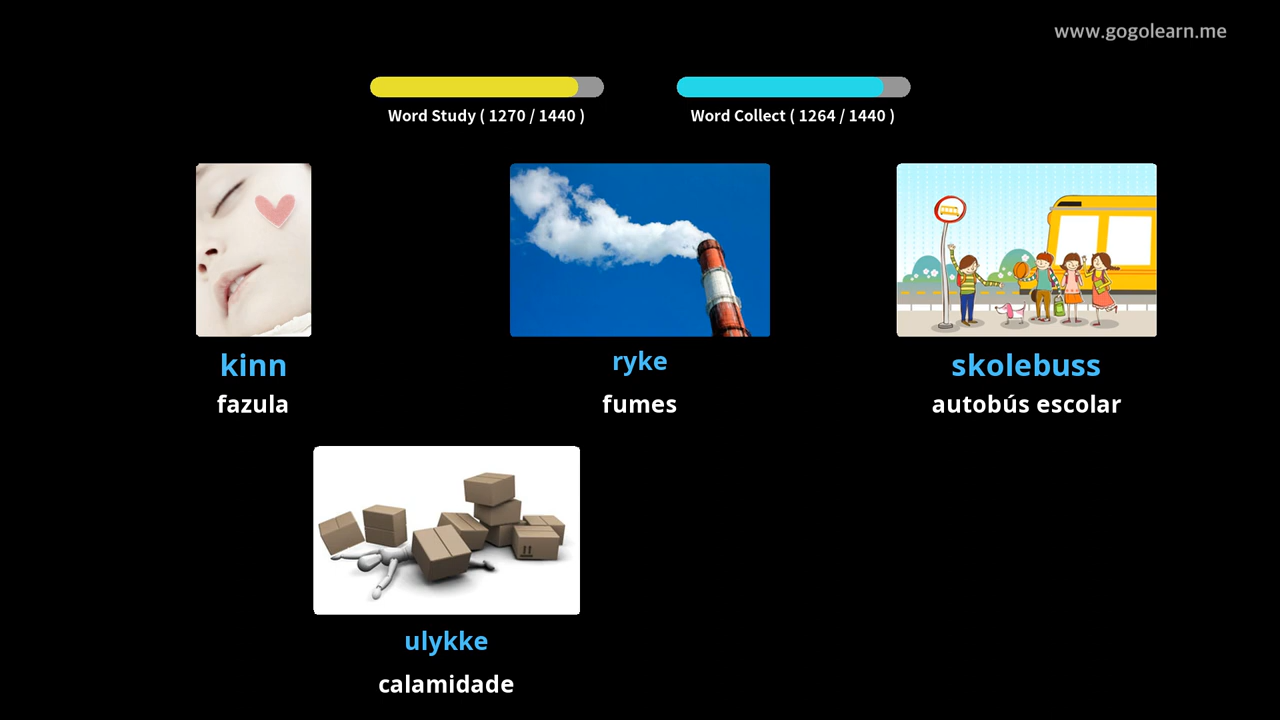 www.gogolearn.me
Word Study ( 1270 / 1440 )
Word Collect ( 1264 / 1440 )
kinn
fazula
ryke
fumes
skolebuss
autobús escolar
ulykke
calamidade